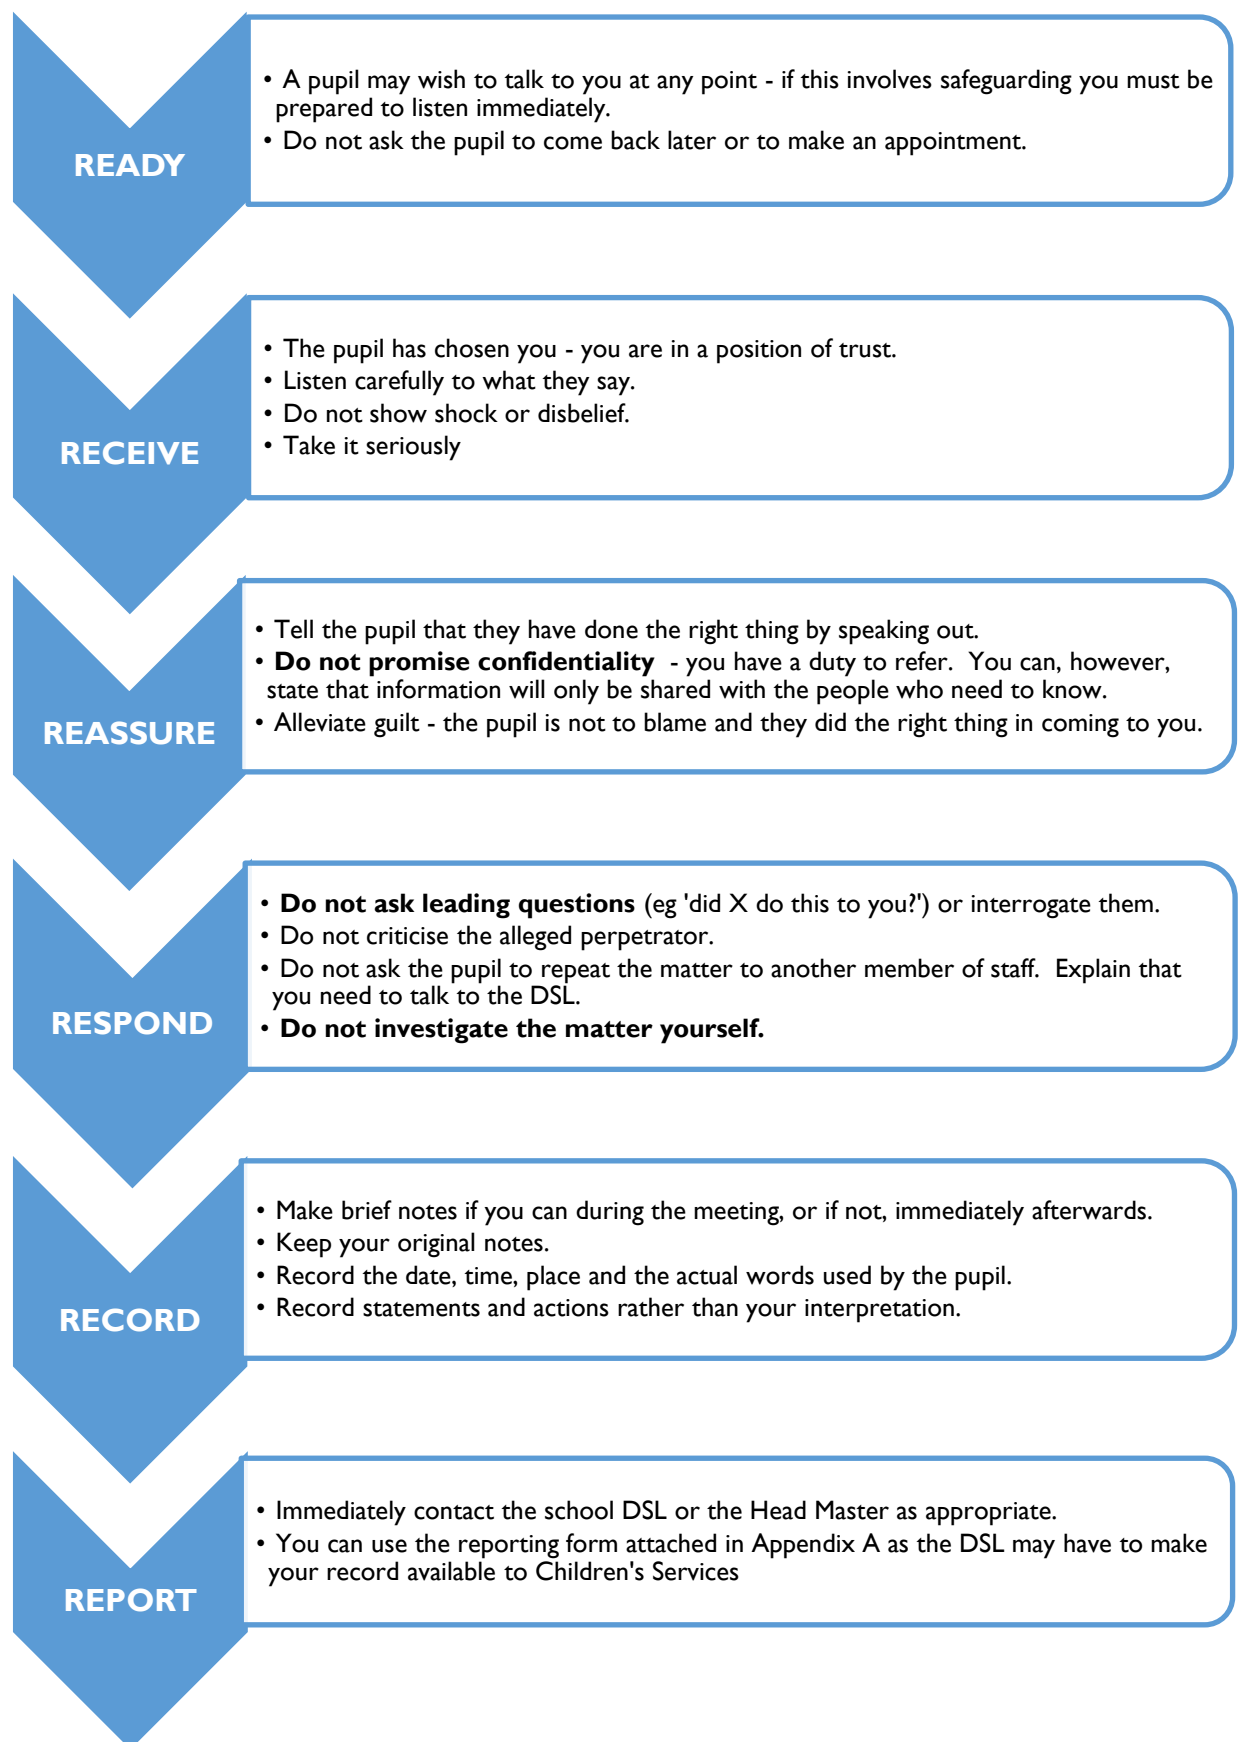 READY
• A pupil may wish to talk to you at any point - if this involves safeguarding you must be
prepared to listen immediately.
• Do not ask the pupil to come back later or to make an appointment.
RECEIVE
• The pupil has chosen you - you are in a position of trust.
• Listen carefully to what they say.
• Do not show shock or disbelief.
• Take it seriously
REASSURE
• Tell the pupil that they have done the right thing by speaking out.
• Do not promise confidentiality - you have a duty to refer. You can, however,
state that information will only be shared with the people who need to know.
• Alleviate guilt - the pupil is not to blame and they did the right thing in coming to you.
RESPOND
• Do not ask leading questions (eg 'did X do this to you?') or interrogate them.
• Do not criticise the alleged perpetrator.
• Do not ask the pupil to repeat the matter to another member of staff. Explain that
you need to talk to the DSL.
• Do not investigate the matter yourself.
RECORD
• Make brief notes if you can during the meeting, or if not, immediately afterwards.
• Keep your original notes.
• Record the date, time, place and the actual words used by the pupil.
• Record statements and actions rather than your interpretation.
REPORT
• Immediately contact the school DSL or the Head Master as appropriate.
• You can use the reporting form attached in Appendix A as the DSL may have to make
your record available to Children's Services